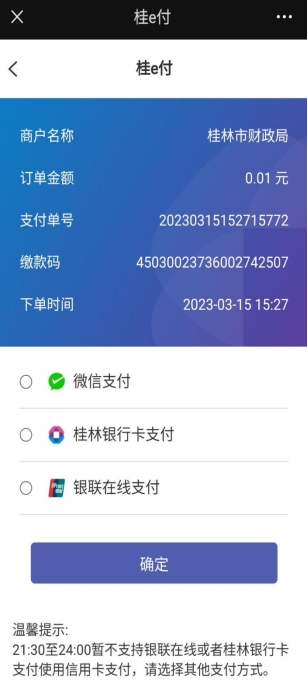 桂e付
桂e付
商户名称 桂林市财政局
订单金额 0.01 元
支付单号 20230315152715772
缴款码 45030023736002742507
下单时间 2023-03-15 15:27
微信支付
桂林银行卡支付
银联在线支付
确定
温馨提示:
21:30至24:00暂不支持银联在线或者桂林银行卡
支付使用信用卡支付，请选择其他支付方式。